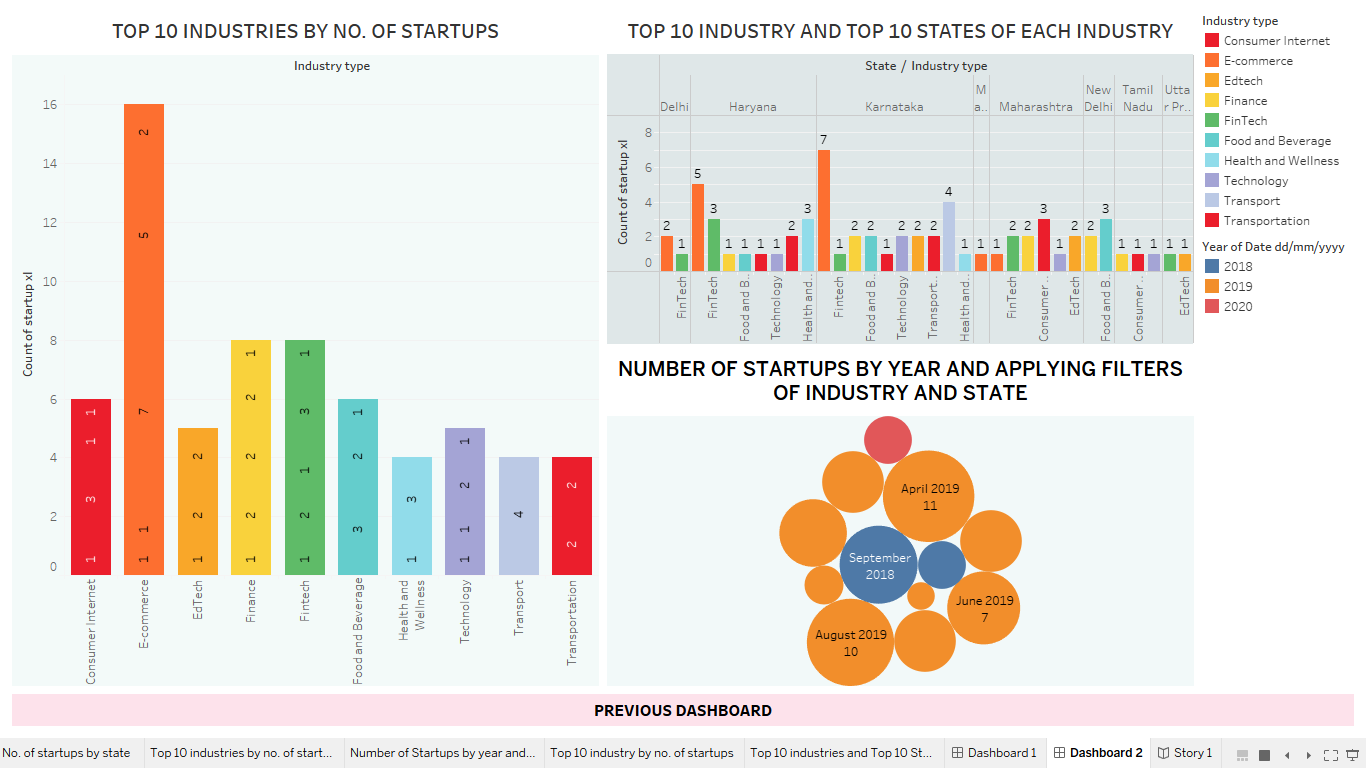 TOP 10 INDUSTRIES BY NO. OF STARTUPS
Industry type
Count of startup xl
16
14
12
10
8
6
4
2
0
1 3 1 1
1 1 7 5 2
1 2 2
1 2 2 2 1
1 2 1 3 1
3 2 1
1 3
1 1 2 1
4
2 2
Consumer Internet
E-commerce
EdTech
Finance
Fintech
Food and Beverage
Health and
Wellness
Technology
Transport
Transportation
TOP 10 INDUSTRY AND TOP 10 STATES OF EACH INDUSTRY
State / Industry type
Delhi
Haryana
Karnataka
M
a..
Maharashtra
New
Delhi
Tamil
Nadu
Utta
r Pr..
Count of startup xl
8
6
4
2
0
2 1 5 3 1 1 1 1 2 3 7 1 2 2 1 2 2 2 4 1 1 1 2 2 3 1 2 2 3 1 1 1 1 1
FinTech
FinTech
Food and B..
Technology
Health and..
Fintech
Food and B..
Technology
Transport..
Health and..
FinTech
Consumer ..
EdTech
Food and B..
Consumer ..
EdTech
NUMBER OF STARTUPS BY YEAR AND APPLYING FILTERS
OF INDUSTRY AND STATE
April 2019
11
September
2018
June 2019
7
August 2019
10
Industry type
Consumer Internet
E-commerce
Edtech
Finance
FinTech
Food and Beverage
Health and Wellness
Technology
Transport
Transportation
Year of Date dd/mm/yyyy
2018
2019
2020
PREVIOUS DASHBOARD
No. of startups by state
Top 10 industries by no. of start...
Number of Startups by year and...
Top 10 industry by no. of startups
Top 10 industries and Top 10 St...
Dashboard 1
Dashboard 2
Story 1